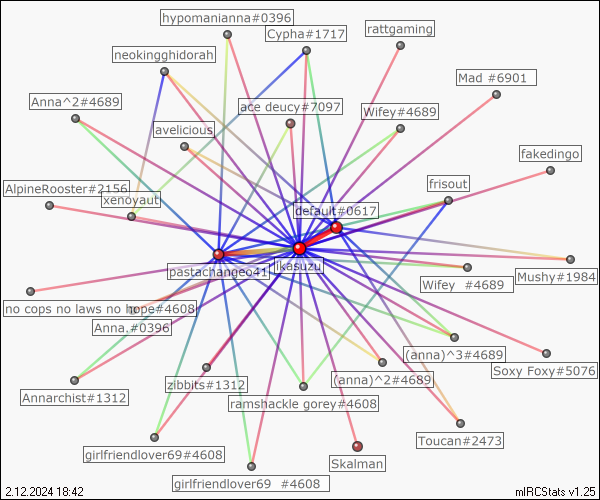 hypomanianna#0396
rattgaming
Cypha#1717
neokingghidorah
Mad #6901
Anna^2#4689
ace deucy#7097
Wifey#4689
avelicious
fakedingo
AlpineRooster#2156
frisout
xenoyaut
default#0617
pastachangeo41
jikasuzu
Mushy#1984
Wifey #4689
no cops no laws no hope#4608
Anna.#0396
(anna)^3#4689
Soxy Foxy#5076
zibbits#1312
(anna)^2#4689
Annarchist#1312
ramshackle gorey#4608
Toucan#2473
girlfriendlover69#4608
Skalman
girlfriendlover69 #4608
2.12.2024 18:42
mIRCStats v1.25